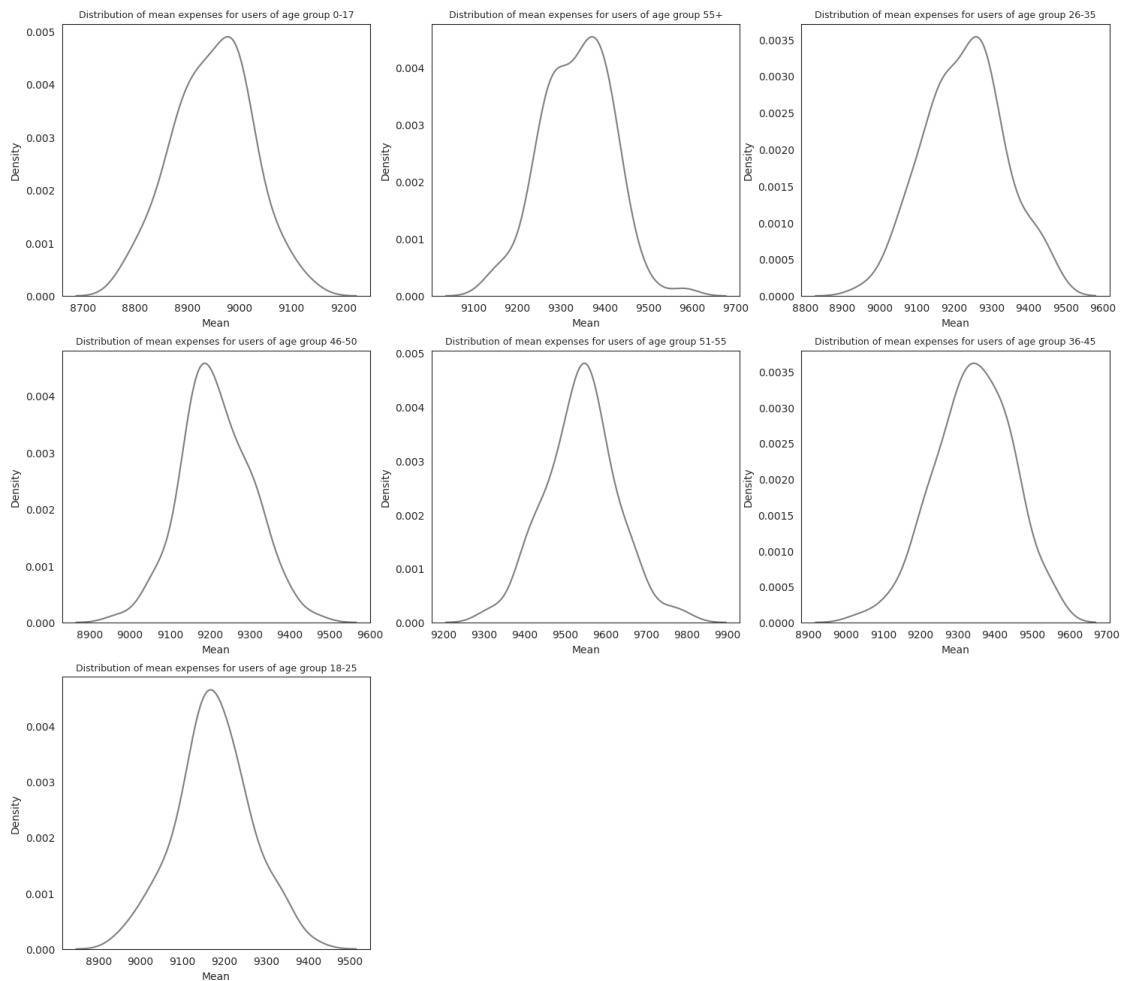 Distribution of mean expenses for users of age group 0-17
Density
0.005
0.004
0.003
0.002
0.001
0.000
8700 8800 8900 9000 9100 9200
Mean
Distribution of mean expenses for users of age group 55+
Density
0.004
0.003
0.002
0.001
0.000
9100 9200 9300 9400 9500 9600 9700
Mean
Distribution of mean expenses for users of age group 26-35
Density
0.0035
0.0030
0.0025
0.0020
0.0015
0.0010
0.0005
0.0000
8800 8900 9000 9100 9200 9300 9400 9500 9600
Mean
Distribution of mean expenses for users of age group 46-50
Density
0.004
0.003
0.002
0.001
0.000
8900 9000 9100 9200 9300 9400 9500 9600
Mean
Distribution of mean expenses for users of age group 51-55
Density
0.005
0.004
0.003
0.002
0.001
0.000
9200 9300 9400 9500 9600 9700 9800 9900
Mean
Distribution of mean expenses for users of age group 36-45
Density
0.0035
0.0030
0.0025
0.0020
0.0015
0.0010
0.0005
0.0000
8900 9000 9100 9200 9300 9400 9500 9600 9700
Mean
Distribution of mean expenses for users of age group 18-25
Density
0.004
0.003
0.002
0.001
0.000
8900 9000 9100 9200 9300 9400 9500
Mean